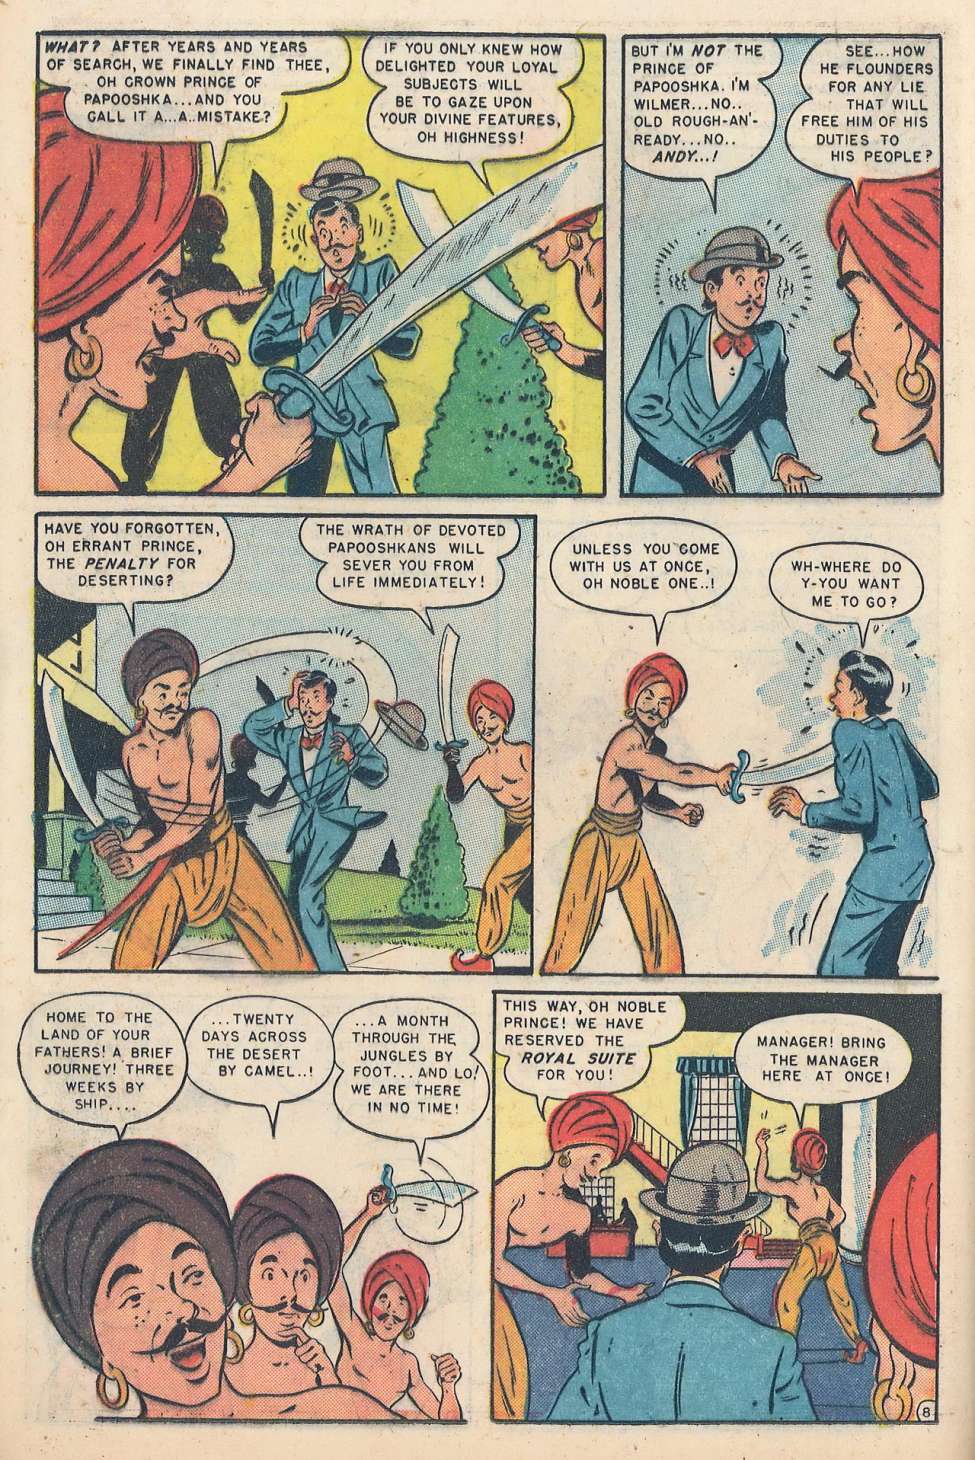 WHAT? AFTER YEARS AND YEARS
OF SEARCH, WE FINALLY FIND THEE,
OH CROWN PRINCE OF
PAPOOSHKA...AND YOU
CALL IT A...A..MISTAKE?
IF YOU ONLY KNEW HOW
DELIGHTED YOUR LOYAL
SUBJECTS WILL
BE TO GAZE UPON
YOUR DIVINE FEATURES,
OH HIGHNESS!
BUT I'M NOT THE
PRINCE OF
PAPOOSHKA. I'M
WILMER...NO..
OLD ROUGH-AN'-
READY...NO..
ANDY...!
SEE...HOW
HE FLOUNDERS
FOR ANY LIE
THAT WILL
FREE HIM OF HIS
DUTIES TO
HIS PEOPLE?
HAVE YOU FORGOTTEN,
OH ERRANT PRINCE,
THE PENALTY FOR
DESERTING?
THE WRATH OF DEVOTED
PAPOOSHKANS WILL
SEVER YOU FROM
LIFE IMMEDIATELY!
UNLESS YOU COME
WITH US AT ONCE,
OH NOBLE ONE..!
WH-WHERE DO
Y-YOU WANT
ME TO GO?
HOME TO THE
LAND OF YOUR
FATHERS! A BRIEF
JOURNEY! THREE
WEEKS BY
SHIP....
...TWENTY
DAYS ACROSS
THE DESERT
BY CAMEL..!
...A MONTH
THROUGH THE
JUNGLES BY
FOOT...AND LO!
WE ARE THERE
IN NO TIME!
THIS WAY, OH NOBLE
PRINCE! WE HAVE
RESERVED THE
ROYAL SUITE
FOR YOU!
MANAGER! BRING
THE MANAGER
HERE AT ONCE!
8